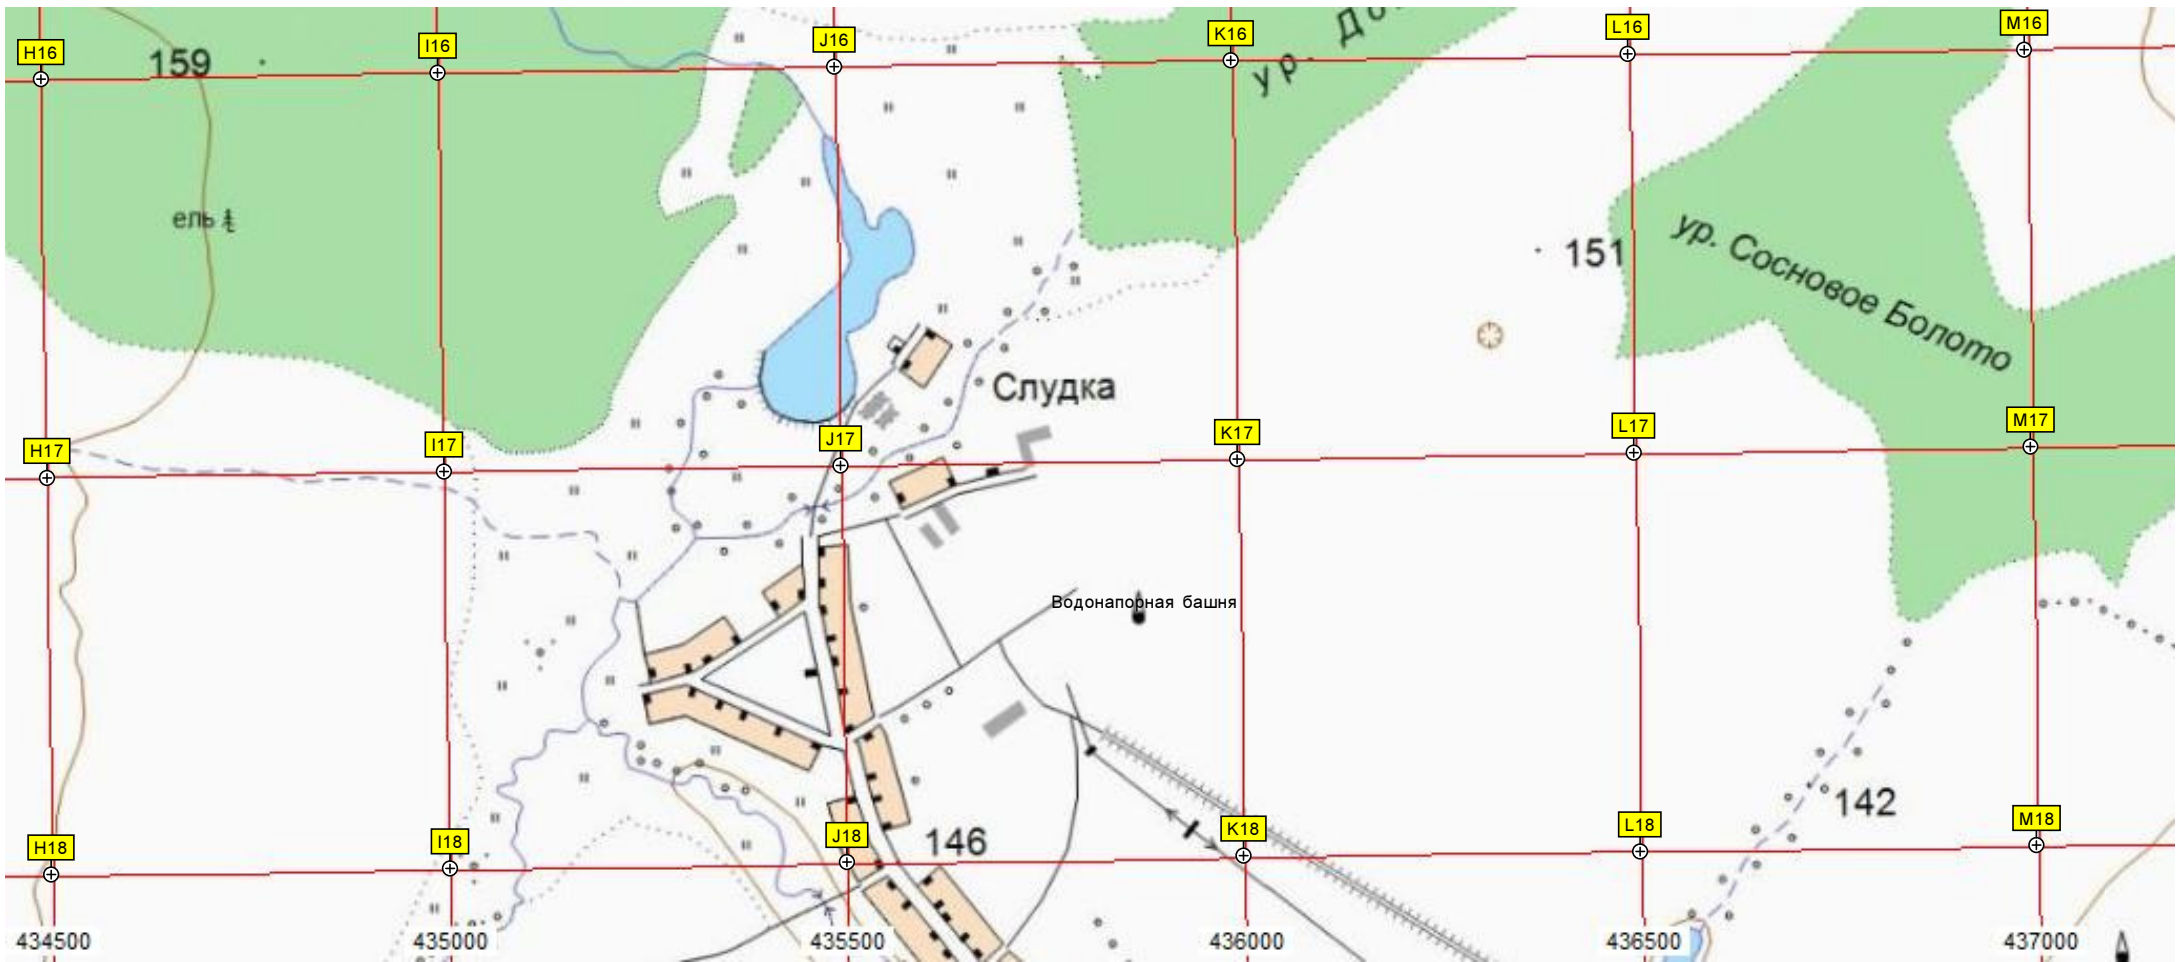 H16
I16
J16
K16
L16
M16
159
ур. До
ель
151
ур. Сосновое Болото
Слудка
H17
I17
J17
K17
L17
M17
Водонапорная башня
142
146
H18
I18
J18
K18
L18
M18
434500
435000
435500
436000
436500
437000